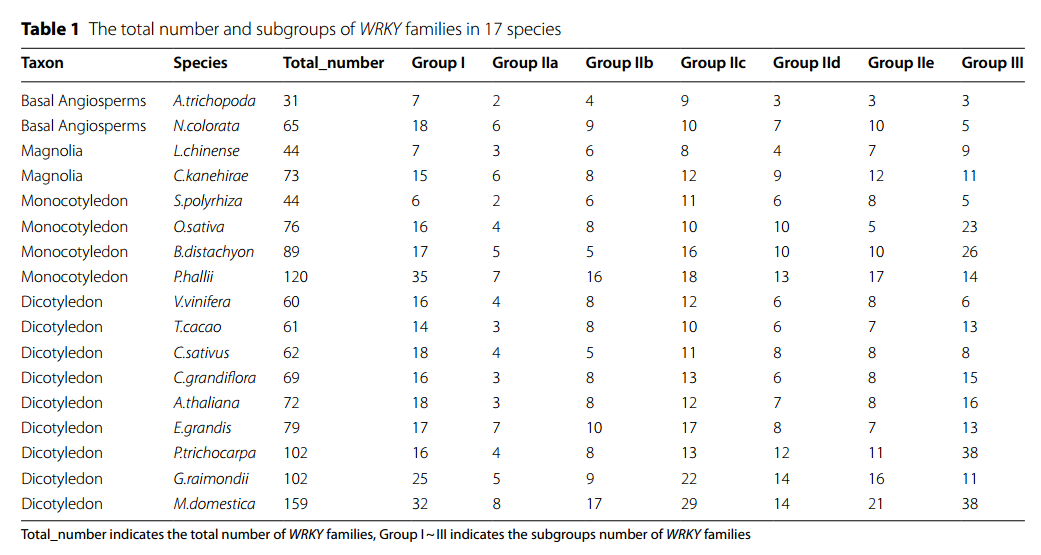 Table 1 The total number and subgroups of WRKY families in 17 species
Taxon Species Total_number Group I Group IIa Group IIb Group IIc Group IId Group IIe Group III
Basal Angiosperms A.trichopoda 31 7 2 4 9 3 3 3
Basal Angiosperms N.colorata 65 18 6 9 10 7 10 5
Magnolia L.chinense 44 7 3 6 8 4 7 9
Magnolia C.kanehirae 73 15 6 8 12 9 12 11
Monocotyledon S.polyrhiza 44 6 2 6 11 6 8 5
Monocotyledon O.sativa 76 16 4 8 10 10 5 23
Monocotyledon B.distachyon 89 17 5 5 16 10 10 26
Monocotyledon P.hallii 120 35 7 16 18 13 17 14
Dicotyledon V.vinifera 60 16 4 8 12 6 8 6
Dicotyledon T.cacao 61 14 3 8 10 6 7 13
Dicotyledon C.sativus 62 18 4 5 11 8 8 8
Dicotyledon C.grandiflora 69 16 3 8 13 6 8 15
Dicotyledon A.thaliana 72 18 3 8 12 7 8 16
Dicotyledon E.grandis 79 17 7 10 17 8 7 13
Dicotyledon P.trichocarpa 102 16 4 8 13 12 11 38
Dicotyledon G.raimondii 102 25 5 9 22 14 16 11
Dicotyledon M.domestica 159 32 8 17 29 14 21 38
Total_number indicates the total number of WRKY families, Group I ~ III indicates the subgroups number of WRKY families